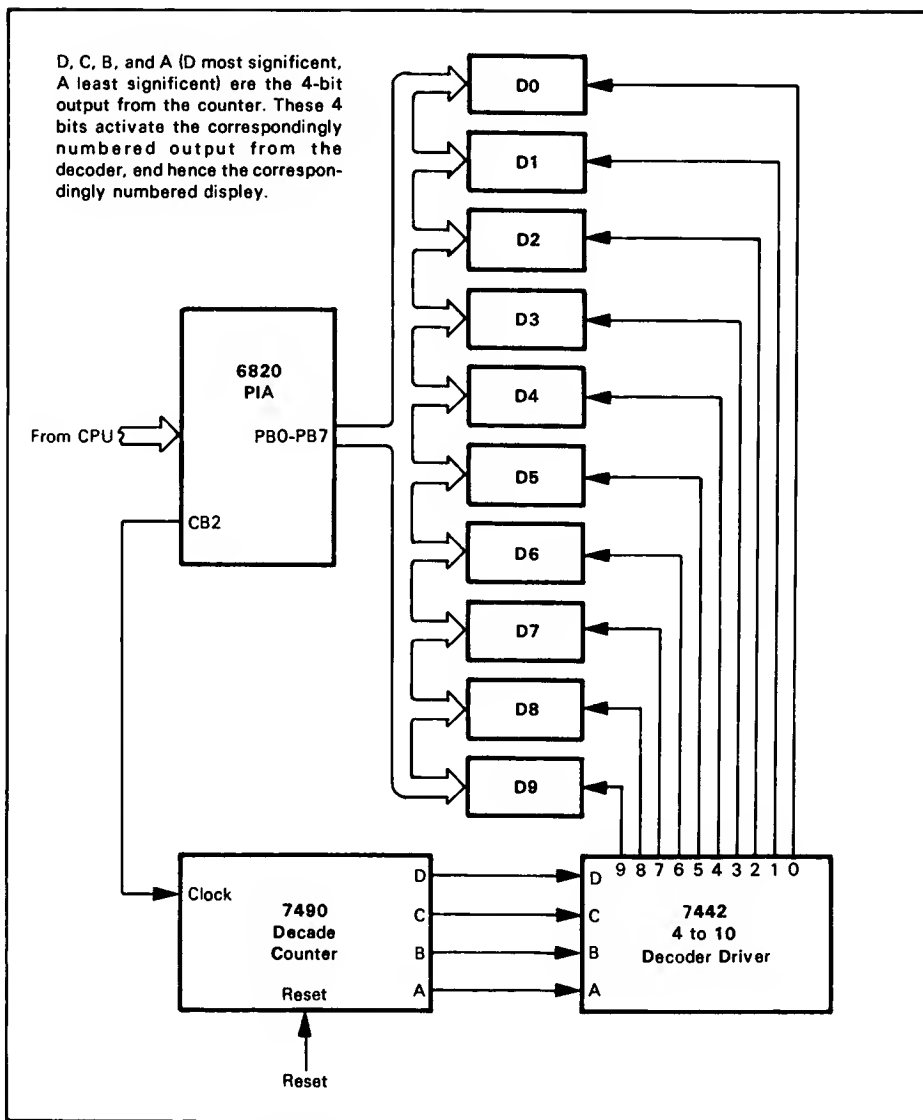 D, C, B, and A (D most significant,
A least significant) ere the 4-bit
output from the counter. These 4
bits activate the correspondingly
numbered output from the
decoder, end hence the correspon-
dingly numbered display.
D0
D1
D2
D3
6820
PIA
D4
From CPU
PB0-PB7
D5
CB2
D6
D7
D8
D9
9 8 7 6 5 4 3 2 1 0
Clock
7490
Decade
Counter
Reset
D
C
B
A
D
C
B
A
7442
4 to 10
Decoder Driver
Reset